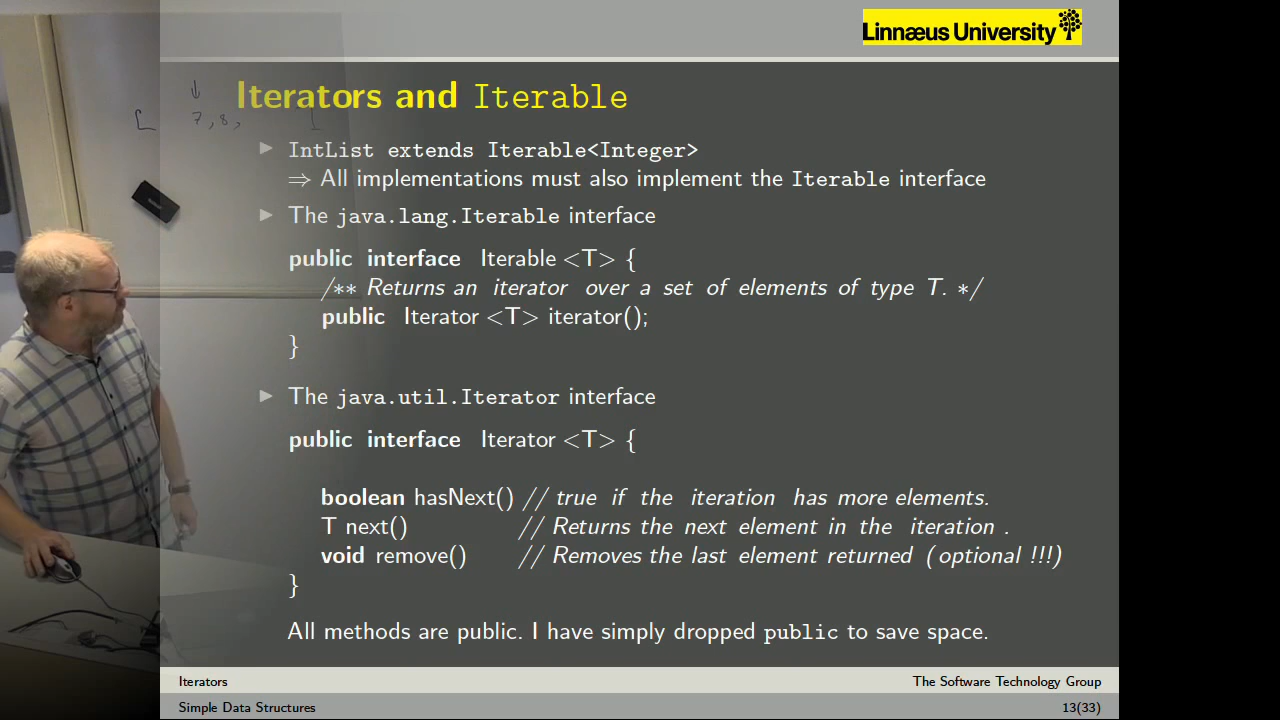 Linnæus University
Iterators and Iterable
7, 8,
IntList extends Iterable<Integer>
⇒ All implementations must also implement the Iterable interface
The java.lang.Iterable interface
public interface Iterable <T> {
/** Returns an iterator over a set of elements of type T. */
public Iterator <T> iterator();
}
The java.util.Iterator interface
public interface Iterator <T> {
boolean hasNext() // true if the iteration has more elements.
T next() // Returns the next element in the iteration .
void remove() // Removes the last element returned (optional !!!)
}
All methods are public. I have simply dropped public to save space.
Iterators
The Software Technology Group
Simple Data Structures
13(33)